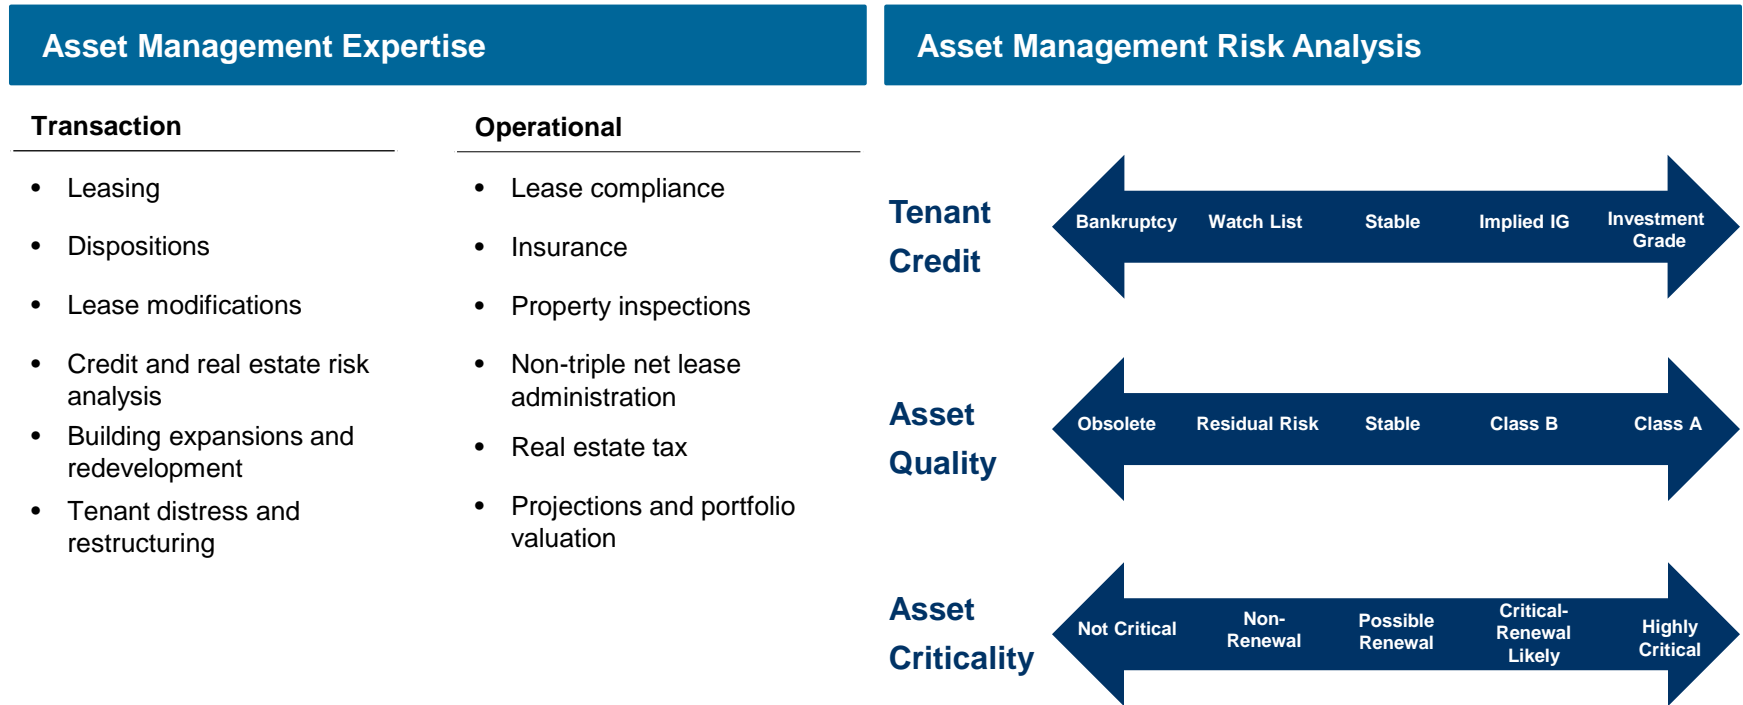 Asset Management Expertise
Transaction
• Leasing
• Dispositions
• Lease modifications
• Credit and real estate risk
analysis
• Building expansions and
redevelopment
• Tenant distress and
restructuring
Operational
• Lease compliance
• Insurance
• Property inspections
• Non-triple net lease
administration
• Real estate tax
• Projections and portfolio
valuation
Asset Management Risk Analysis
Tenant
Credit
Bankruptcy
Watch List
Stable
Implied IG
Investment
Grade
Asset
Quality
Obsolete
Residual Risk
Stable
Class B
Class A
Asset
Criticality
Not Critical
Non-
Renewal
Possible
Renewal
Critical-
Renewal
Likely
Highly
Critical